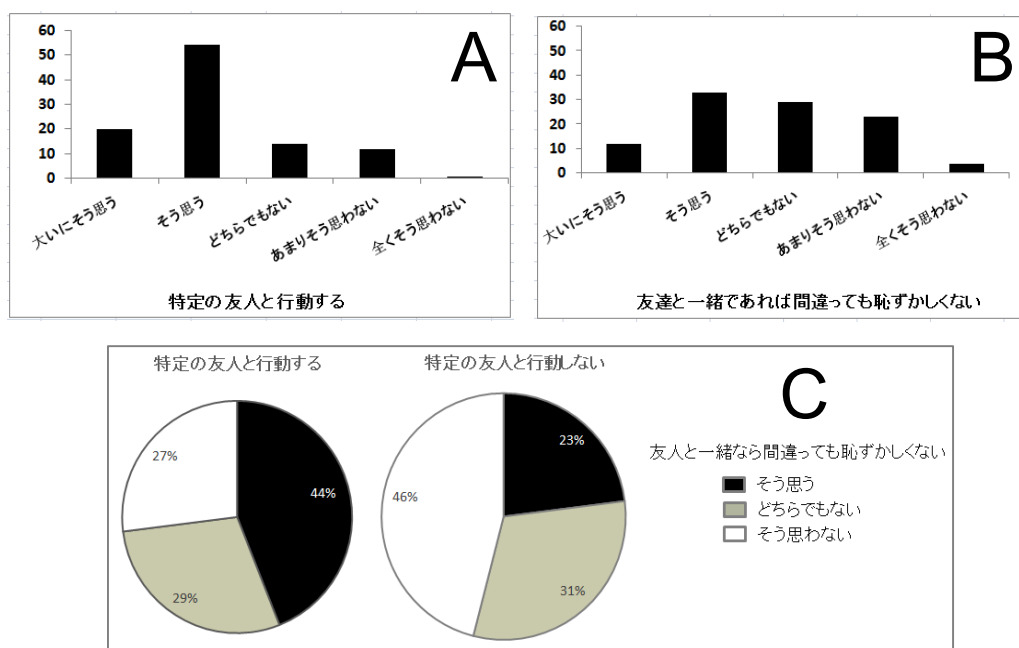 60
50
40
30
20
10
0
A
大いにそう思う
そう思う
どちらでもない
あまりそう思わない
全くそう思わない
特定の友人と行動する
60
50
40
30
20
10
0
B
大いにそう思う
そう思う
どちらでもない
あまりそう思わない
全くそう思わない
友達と一緒であれば間違っても恥ずかしくない
特定の友人と行動する
27%
44%
29%
特定の友人と行動しない
23%
46%
31%
C
友人と一緒なら間違っても恥ずかしくない
そう思う
どちらでもない
そう思わない